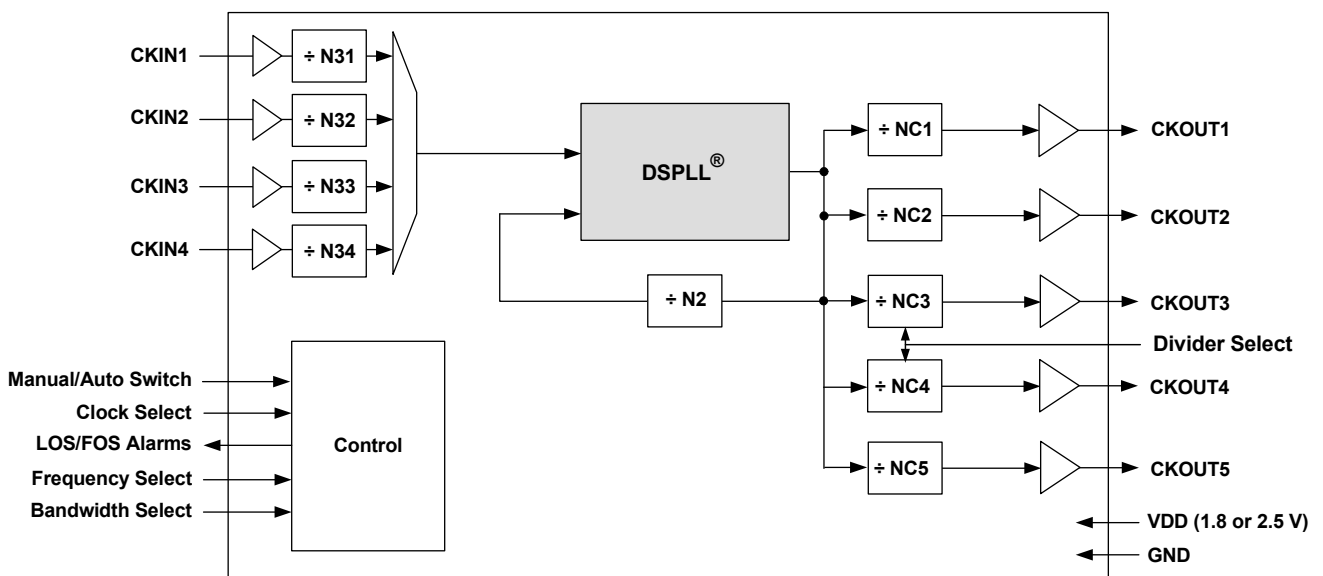 CKIN1
÷ N31
CKIN2
÷ N32
CKIN3
÷ N33
CKIN4
÷ N34
DSPLL®
÷ N2
÷ NC1
CKOUT1
÷ NC2
CKOUT2
÷ NC3
CKOUT3
Divider Select
÷ NC4
CKOUT4
÷ NC5
CKOUT5
Manual/Auto Switch
Clock Select
LOS/FOS Alarms
Frequency Select
Bandwidth Select
Control
VDD (1.8 or 2.5 V)
GND